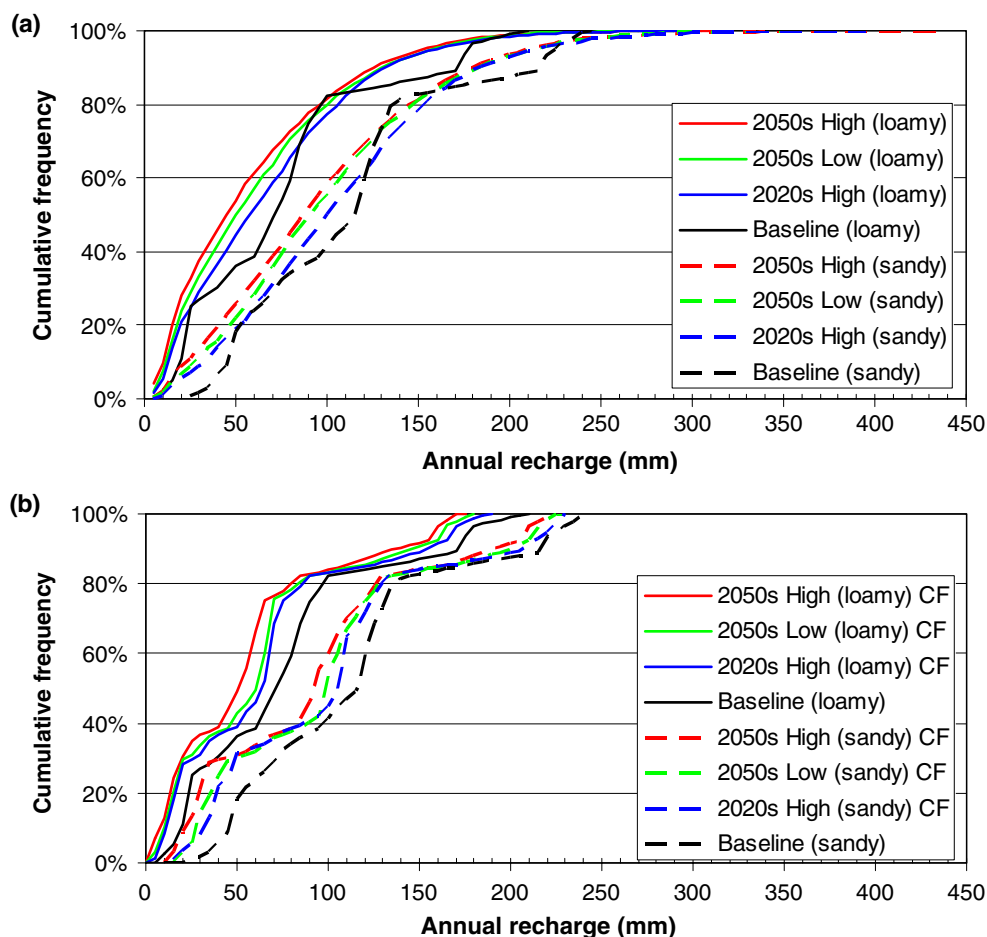 (a)
Cumulative frequency
100%
80%
60%
40%
20%
0%
0 50 100 150 200 250 300 350 400 450
Annual recharge (mm)
2050s High (loamy)
2050s Low (loamy)
2020s High (loamy)
Baseline (loamy)
2050s High (sandy)
2050s Low (sandy)
2020s High (sandy)
Baseline (sandy)
(b)
Cumulative frequency
100%
80%
60%
40%
20%
0%
0 50 100 150 200 250 300 350 400 450
Annual recharge (mm)
2050s High (loamy) CF
2050s Low (loamy) CF
2020s High (loamy) CF
Baseline (loamy)
2050s High (sandy) CF
2050s Low (sandy) CF
2020s High (sandy) CF
Baseline (sandy)